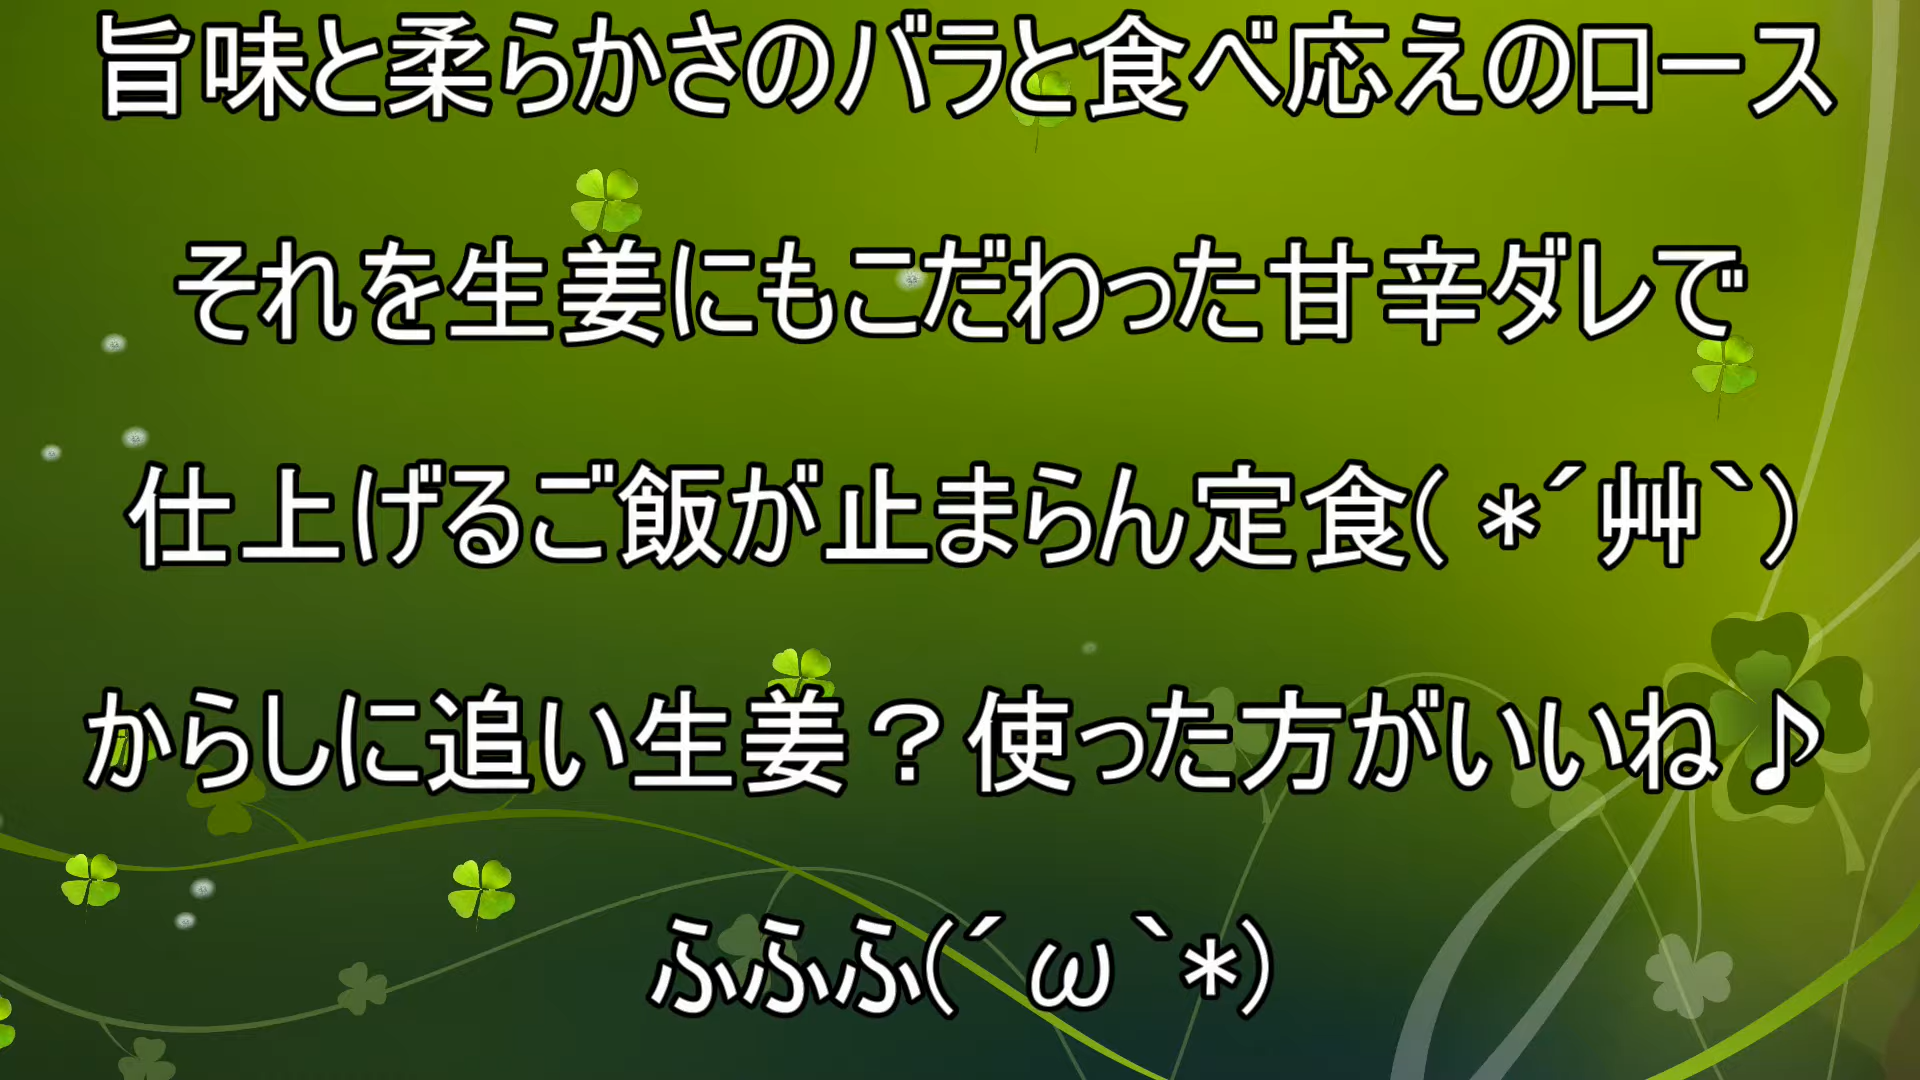 旨味と柔らかさのバラと食べ応えのロース
それを生姜にもこだわった甘辛ダレで
仕上げるご飯が止まらん定食( *´艸`)
からしに追い生姜？使った方がいいね♪
ふふふ(´ω`*)